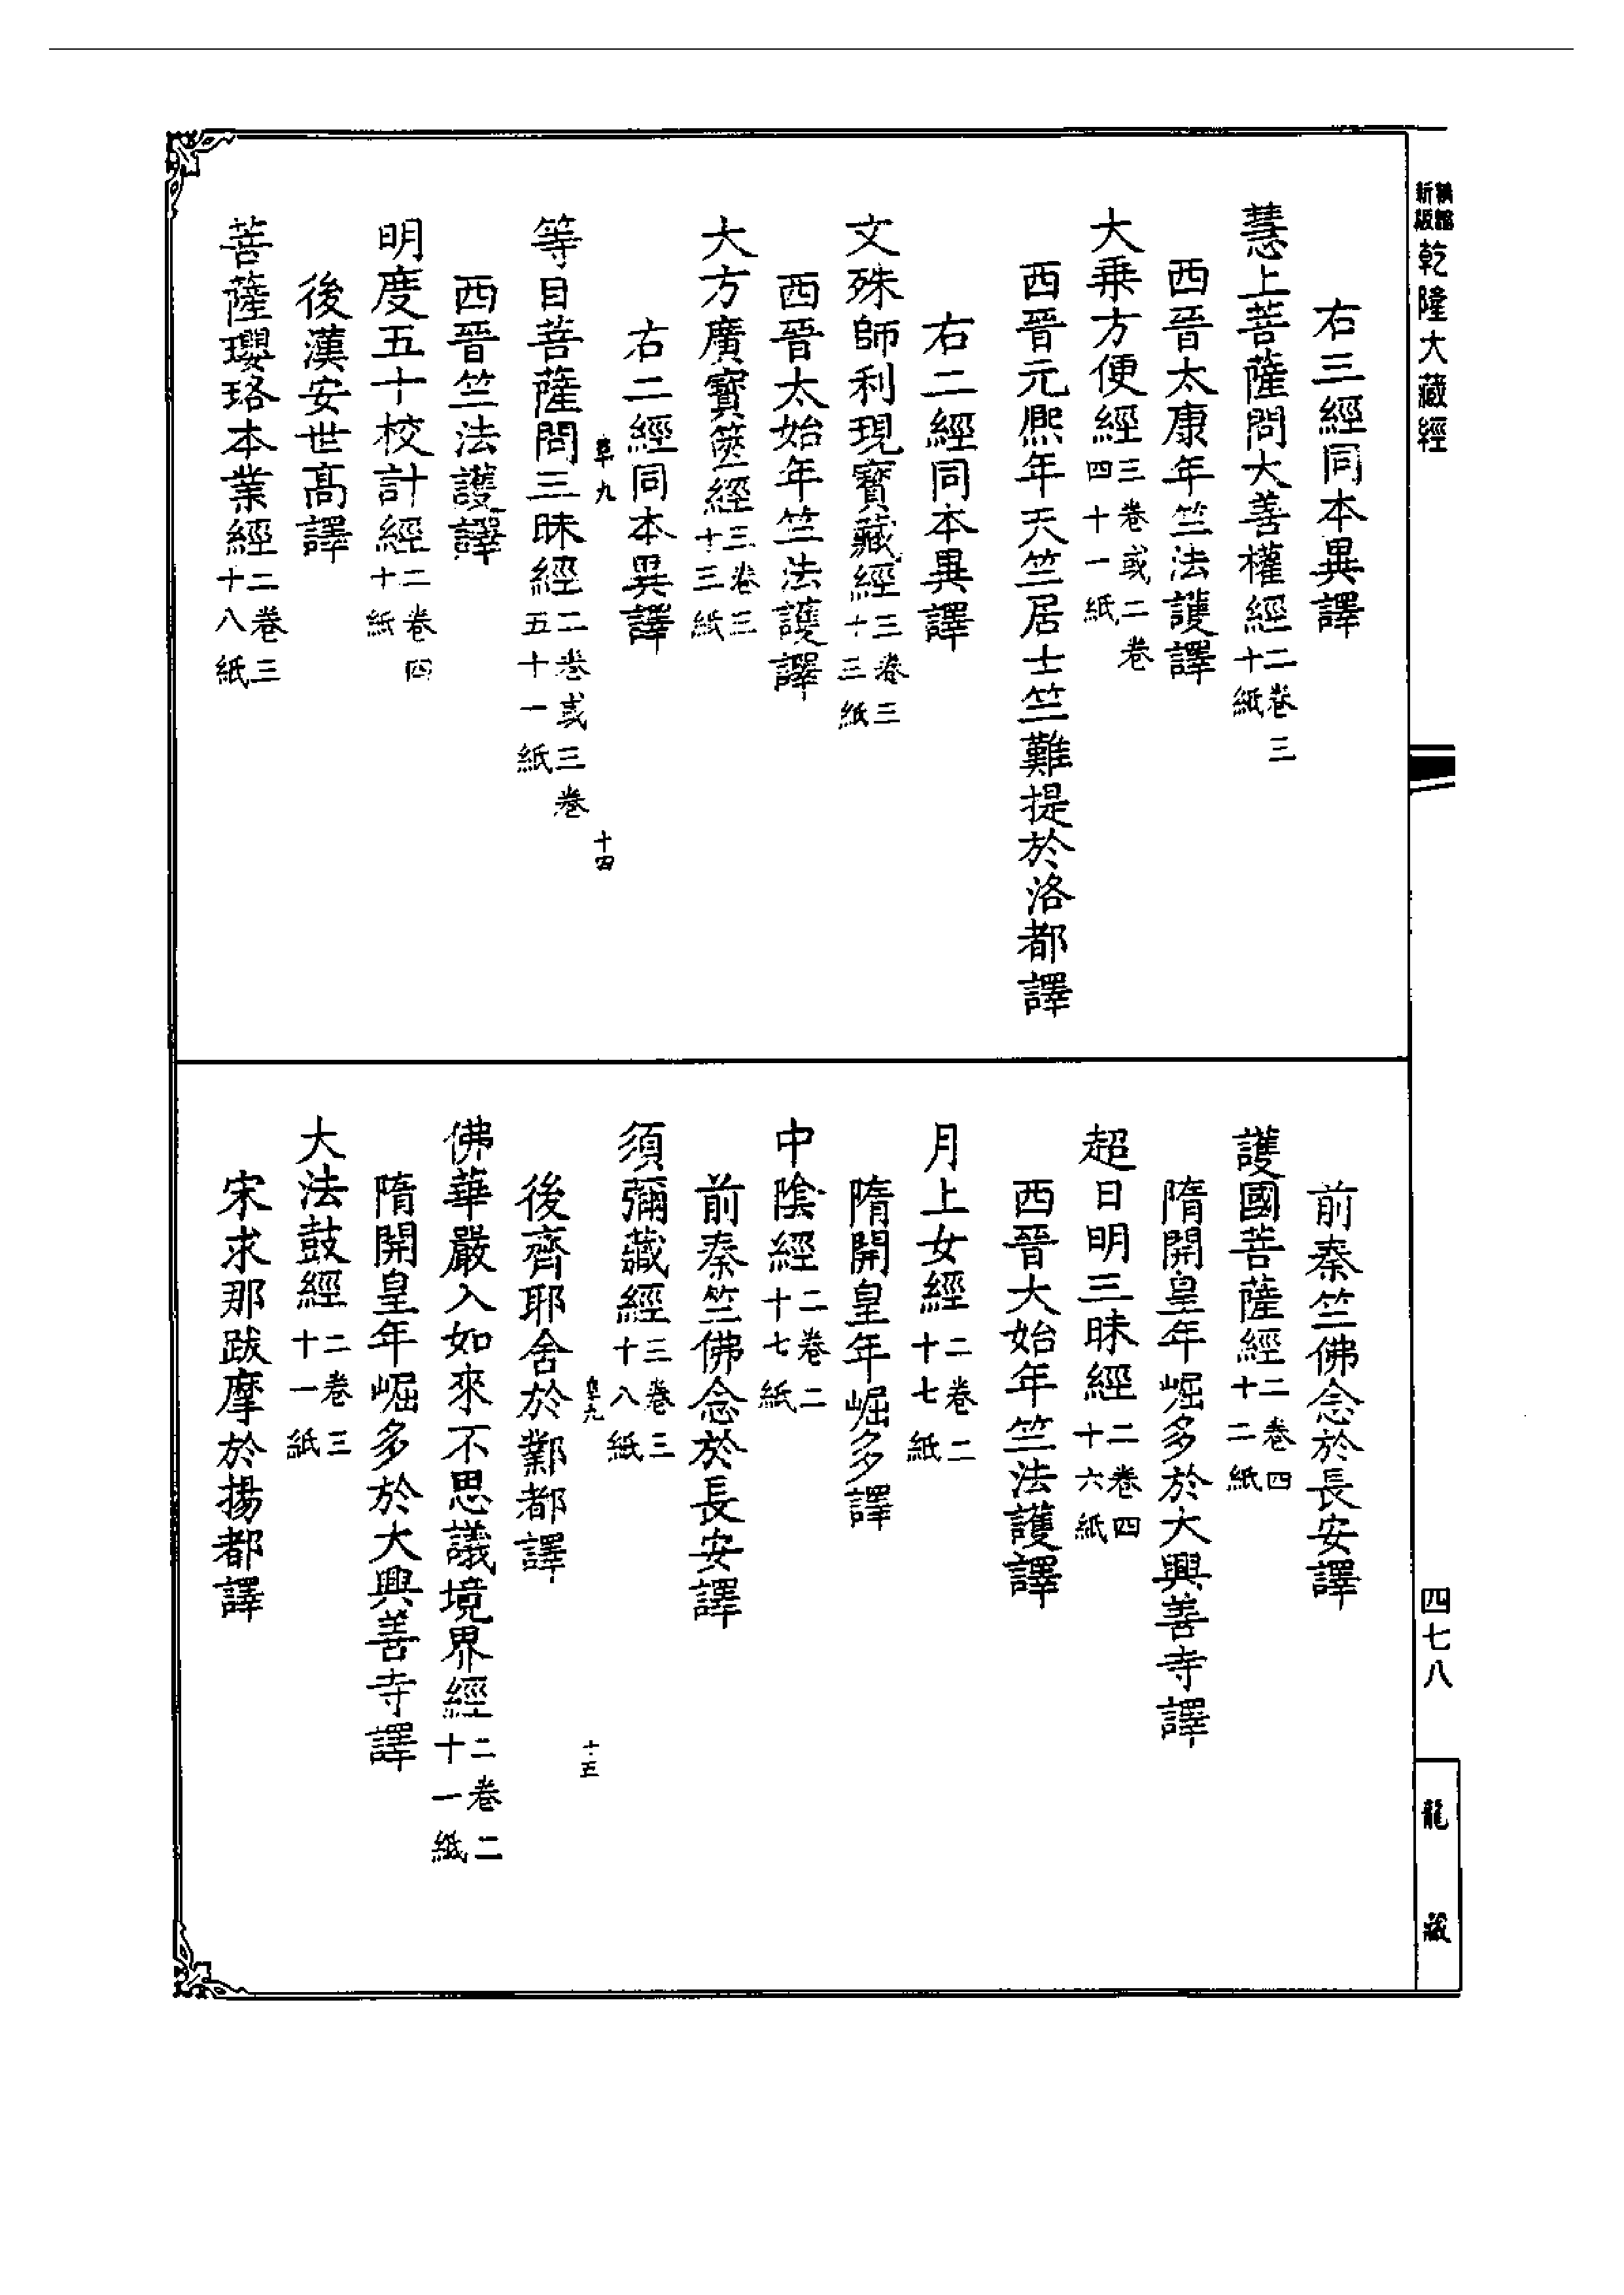 新版
乾隆大藏經
右三經同本異譯
慧上菩薩問大善權經二卷三十紙
西晉太康年竺法護譯
大乗方便經三卷或二卷四十一紙
西晉元熈年天竺居士竺難提於洛都譯
右二經同本異譯
文殊師利現寳藏經三卷三十三紙
西晉太始年竺法護譯
大方廣寳篋經三卷三十三紙
右二經同本異譯
九
十四
等目菩薩問三昧經二卷或三卷五十一紙
西晉竺法護譯
明度五十校計經二卷四十紙
後漢安世髙譯
菩薩瓔珞本業經二卷三十八紙
前秦竺佛念於長安譯
護國菩薩經二卷四十二紙
隋開皇年崛多於大興善寺譯
超日明三昧經二卷四十六紙
西晉大始年竺法護譯
月上女經二卷二十七紙
隋開皇年崛多譯
中陰經二卷二十七紙
前秦竺佛念於長安譯
須彌藏經三卷三十八紙
九
十五
後齊耶舍於鄴都譯
佛華嚴入如來不思議境界經二卷二十一紙
隋開皇年崛多於大興善寺譯
大法鼓經二卷三十一紙
宋求那跋摩於揚都譯
四七八
龍藏